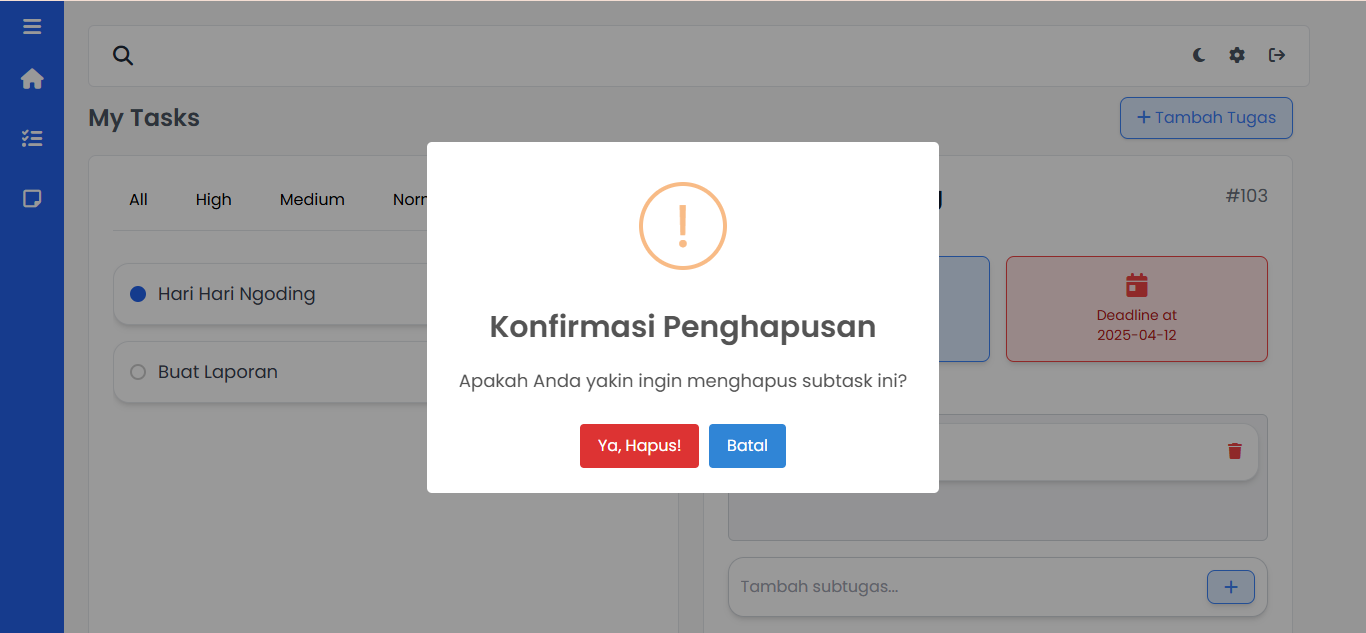 My Tasks
+ Tambah Tugas
All
High
Medium
#103
Hari Hari Ngoding
Buat Laporan
Deadline at
2025-04-12
!
Konfirmasi Penghapusan
Apakah Anda yakin ingin menghapus subtask ini?
Ya, Hapus!
Batal
Tambah subtugas...
+